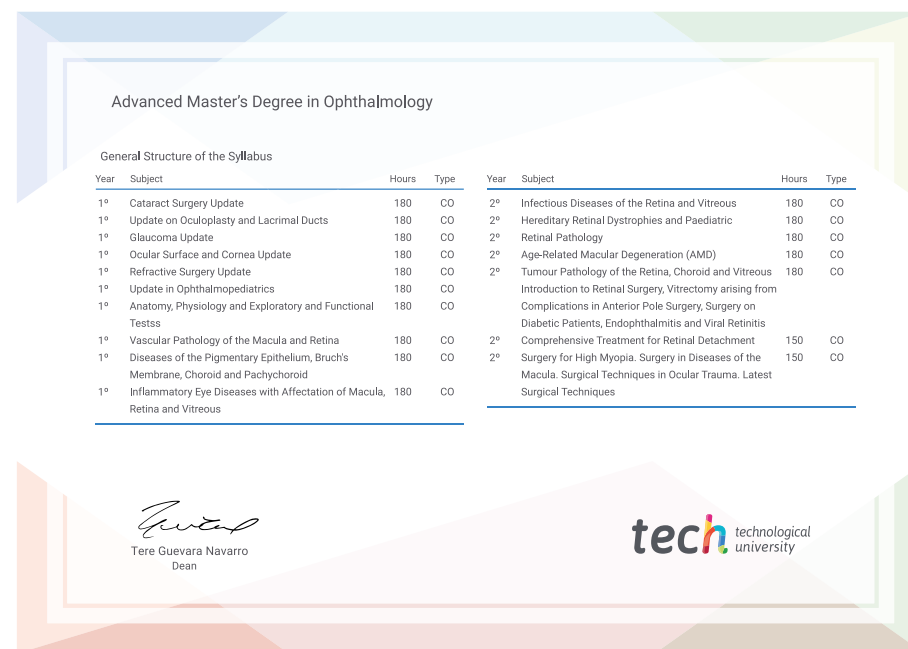 Advanced Master's Degree in Ophthalmology
General Structure of the Syllabus
Year Subject Hours Type
1º Cataract Surgery Update 180 CO
1º Update on Oculoplasty and Lacrimal Ducts 180 CO
1º Glaucoma Update 180 CO
1º Ocular Surface and Cornea Update 180 CO
1º Refractive Surgery Update 180 CO
1º Update in Ophthalmopediatrics 180 CO
1º Anatomy, Physiology and Exploratory and Functional 180 CO
Testss
1º Vascular Pathology of the Macula and Retina 180 CO
1º Diseases of the Pigmentary Epithelium, Bruch's 180 CO
Membrane, Choroid and Pachychoroid
1º Inflammatory Eye Diseases with Affectation of Macula, 180 CO
Retina and Vitreous
Year Subject Hours Type
2º Infectious Diseases of the Retina and Vitreous 180 CO
2º Hereditary Retinal Dystrophies and Paediatric 180 CO
2º Retinal Pathology 180 CO
2º Age-Related Macular Degeneration (AMD) 180 CO
2º Tumour Pathology of the Retina, Choroid and Vitreous 180 CO
Introduction to Retinal Surgery, Vitrectomy arising from
Complications in Anterior Pole Surgery, Surgery on
Diabetic Patients, Endophthalmitis and Viral Retinitis
2º Comprehensive Treatment for Retinal Detachment 150 CO
2º Surgery for High Myopia. Surgery in Diseases of the 150 CO
Macula. Surgical Techniques in Ocular Trauma. Latest
Surgical Techniques
Tere Guevara Navarro
Dean
tech technological
university